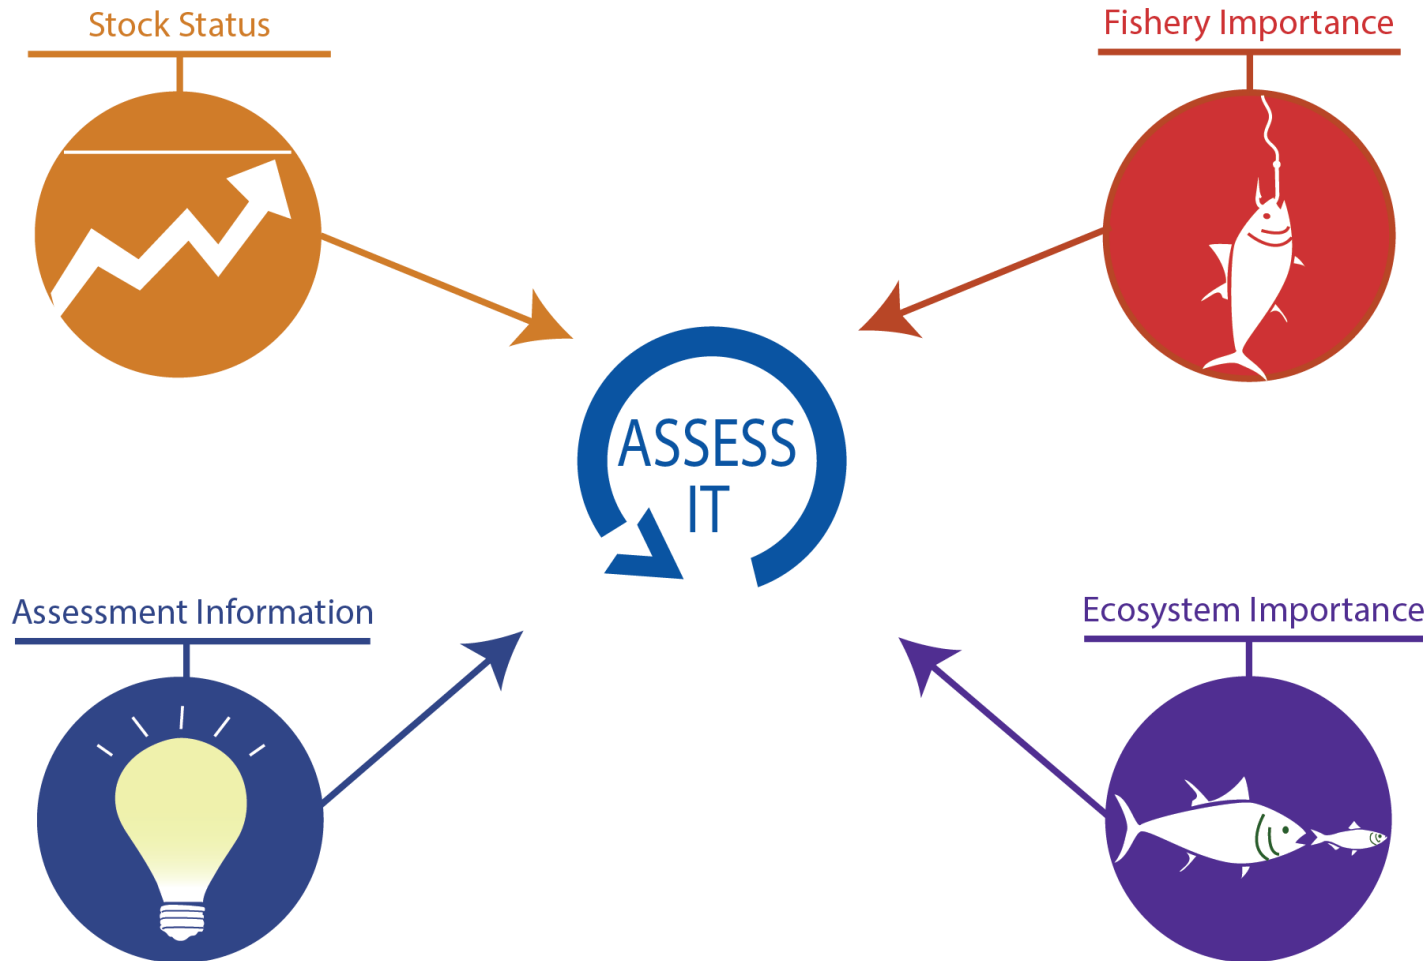 Stock Status
Fishery Importance
ASSESS
IT
Assessment Information
Ecosystem Importance